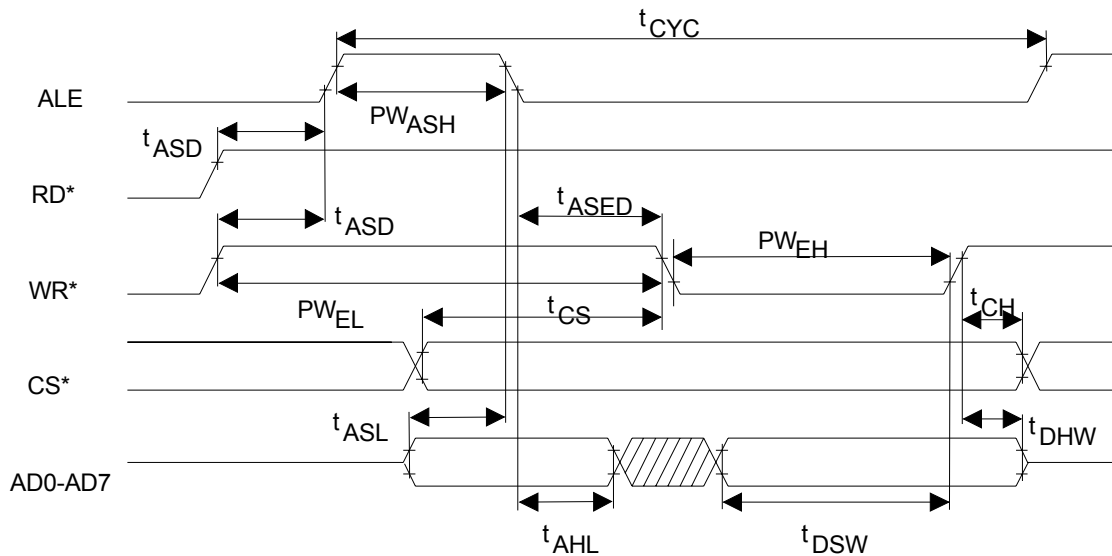 tCYC
ALE
PWASH
tASD
RD*
tASED
tASD
PWEH
WR*
PWEL
tCS
tCH
CS*
tASL
tDHW
AD0-AD7
tAHL
tDSW